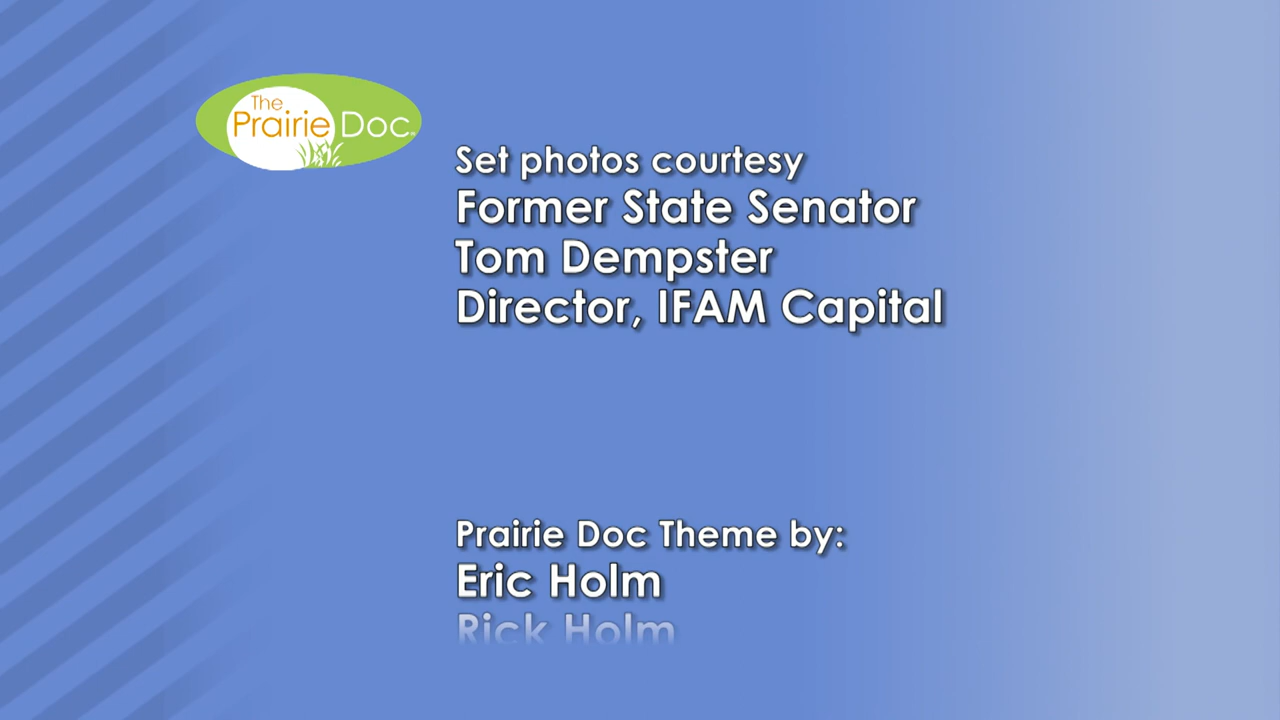 The
Prairie Doc
Set photos courtesy
Former State Senator
Tom Dempster
Director, IFAM Capital
Prairie Doc Theme by:
Eric Holm
Rick Holm